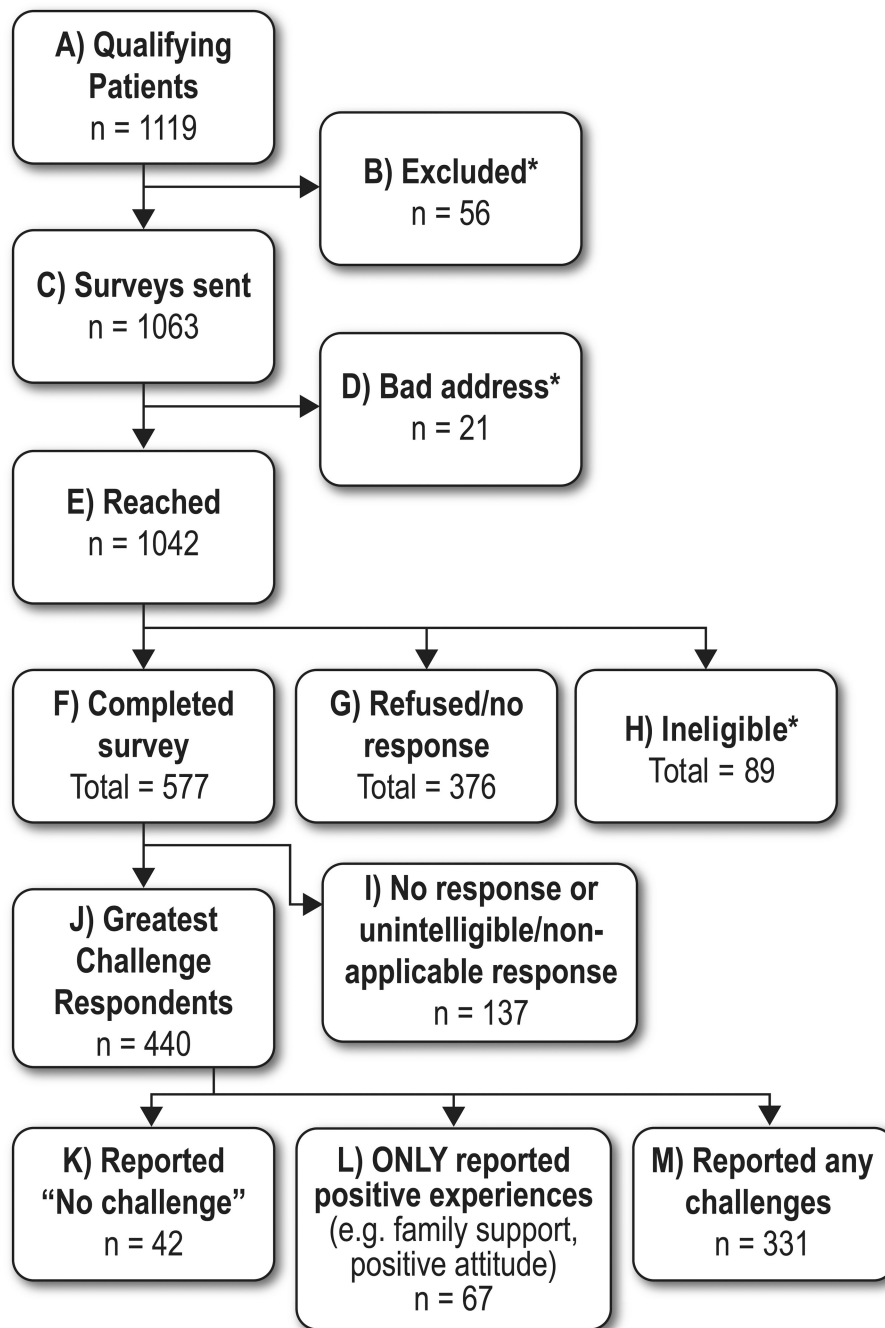 A) Qualifying
Patients
n = 1119
B) Excluded*
n = 56
C) Surveys sent
n = 1063
D) Bad address*
n = 21
E) Reached
n = 1042
F) Completed
survey
Total = 577
G) Refused/no
response
Total = 376
H) Ineligible*
Total = 89
I) No response or
unintelligible/non-
applicable response
n = 137
J) Greatest
Challenge
Respondents
n = 440
K) Reported
“No challenge”
n = 42
L) ONLY reported
positive experiences
(e.g. family support,
positive attitude)
n = 67
M) Reported any
challenges
n = 331